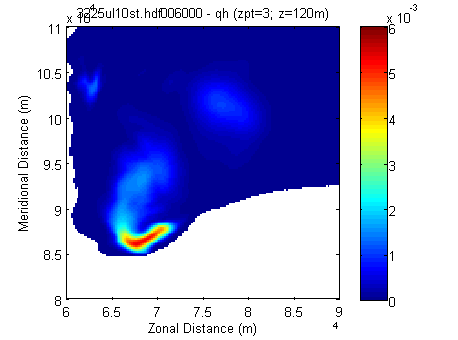 x 10^4
3225ul10st.hdf006000 - qh (zpt=3; z=120m)
x 10^-3
11
10.5
10
9.5
9
8.5
8
Meridional Distance (m)
6 6.5 7 7.5 8 8.5 9
Zonal Distance (m)
4
6
5
4
3
2
1
0